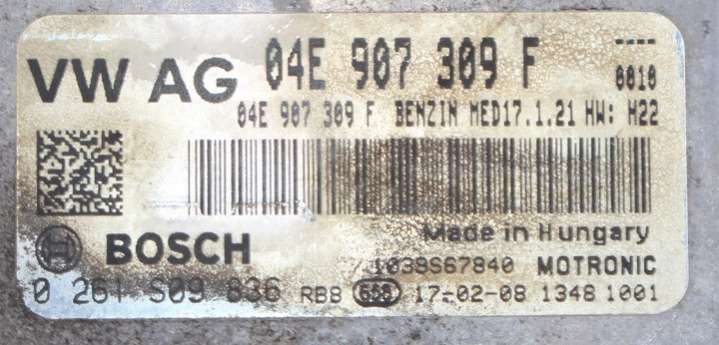 VW AG 04E 907 309 F ----
0010
04E 907 309 F BENZIN MED17.1.21 HW: H22
BOSCH Made in Hungary
1039S67840 MOTRONIC
0 261 S09 836 RB8 17-02-08 1348 1001